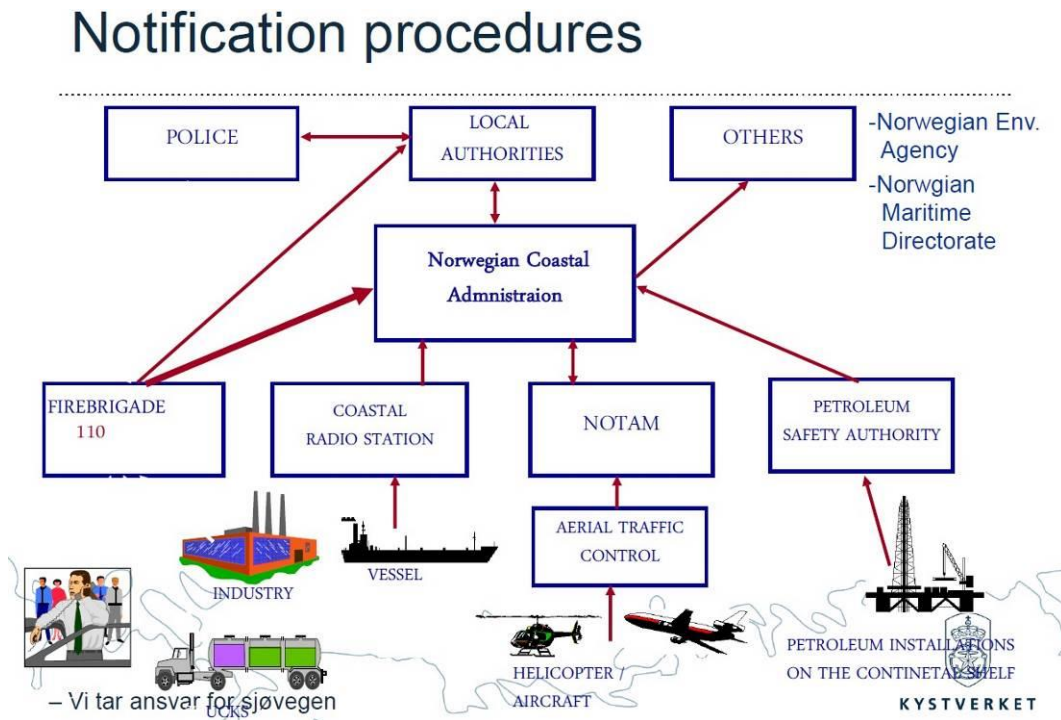 Notification procedures
POLICE
LOCAL
AUTHORITIES
OTHERS
-Norwegian Env.
Agency
-Norwgian
Maritime
Directorate
Norwegian Coastal
Admnistraion
FIREBRIGADE
110
COASTAL
RADIO STATION
NOTAM
PETROLEUM
SAFETY AUTHORITY
AERIAL TRAFFIC
CONTROL
INDUSTRY
VESSEL
HELICOPTER /
AIRCRAFT
PETROLEUM INSTALLATIONS
ON THE CONTINETAL SHELF
– Vi tar ansvar for sjøvegen
UCKS
KYSTVERKET